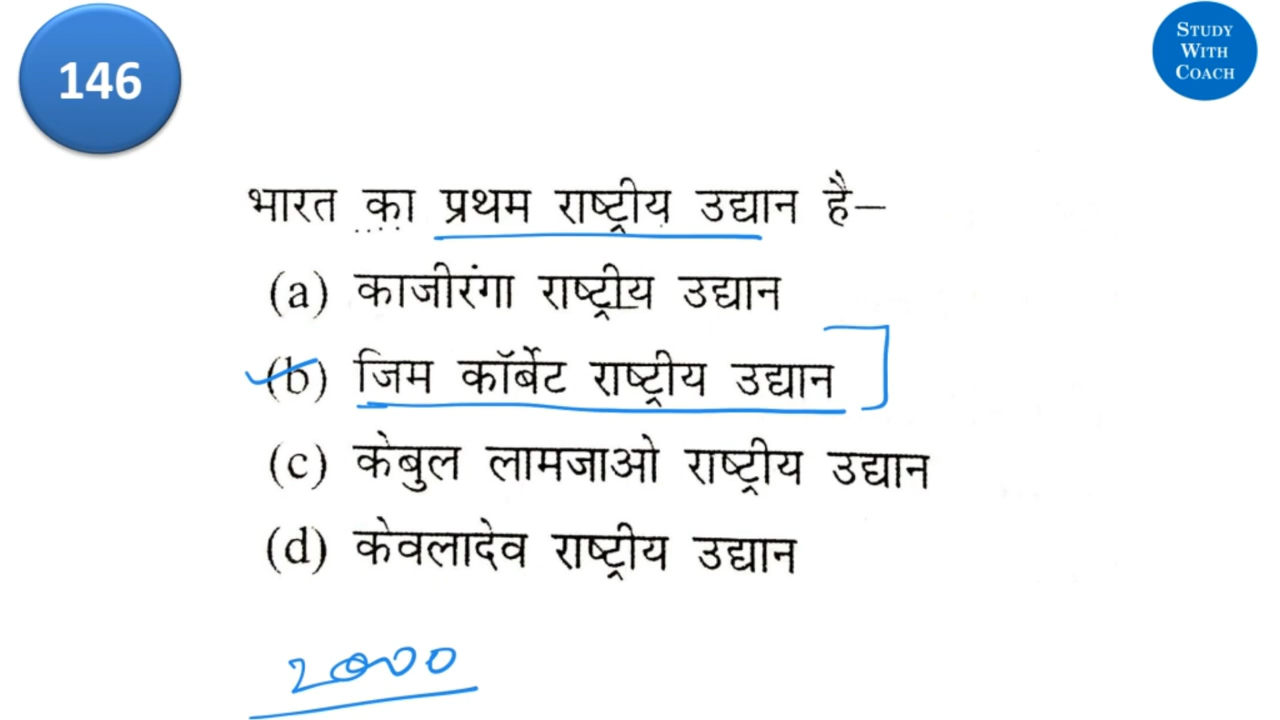 146
STUDY
WITH
COACH
भारत का प्रथम राष्ट्रीय उद्यान है–
(a) काजीरंगा राष्ट्रीय उद्यान
(b) जिम कॉर्बेट राष्ट्रीय उद्यान
(c) केबुल लामजाओ राष्ट्रीय उद्यान
(d) केवलादेव राष्ट्रीय उद्यान
2000